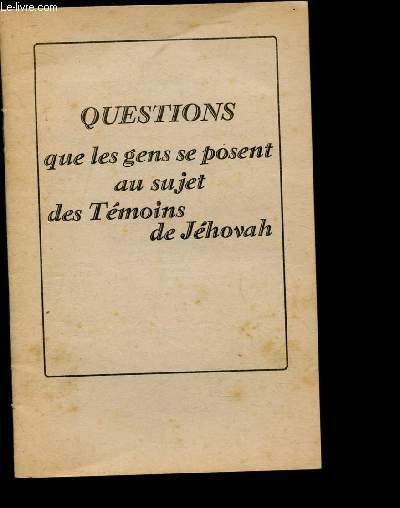 Le-livre.com
QUESTIONS
que les gens se posent
au sujet
des Témoins
de Jéhovah